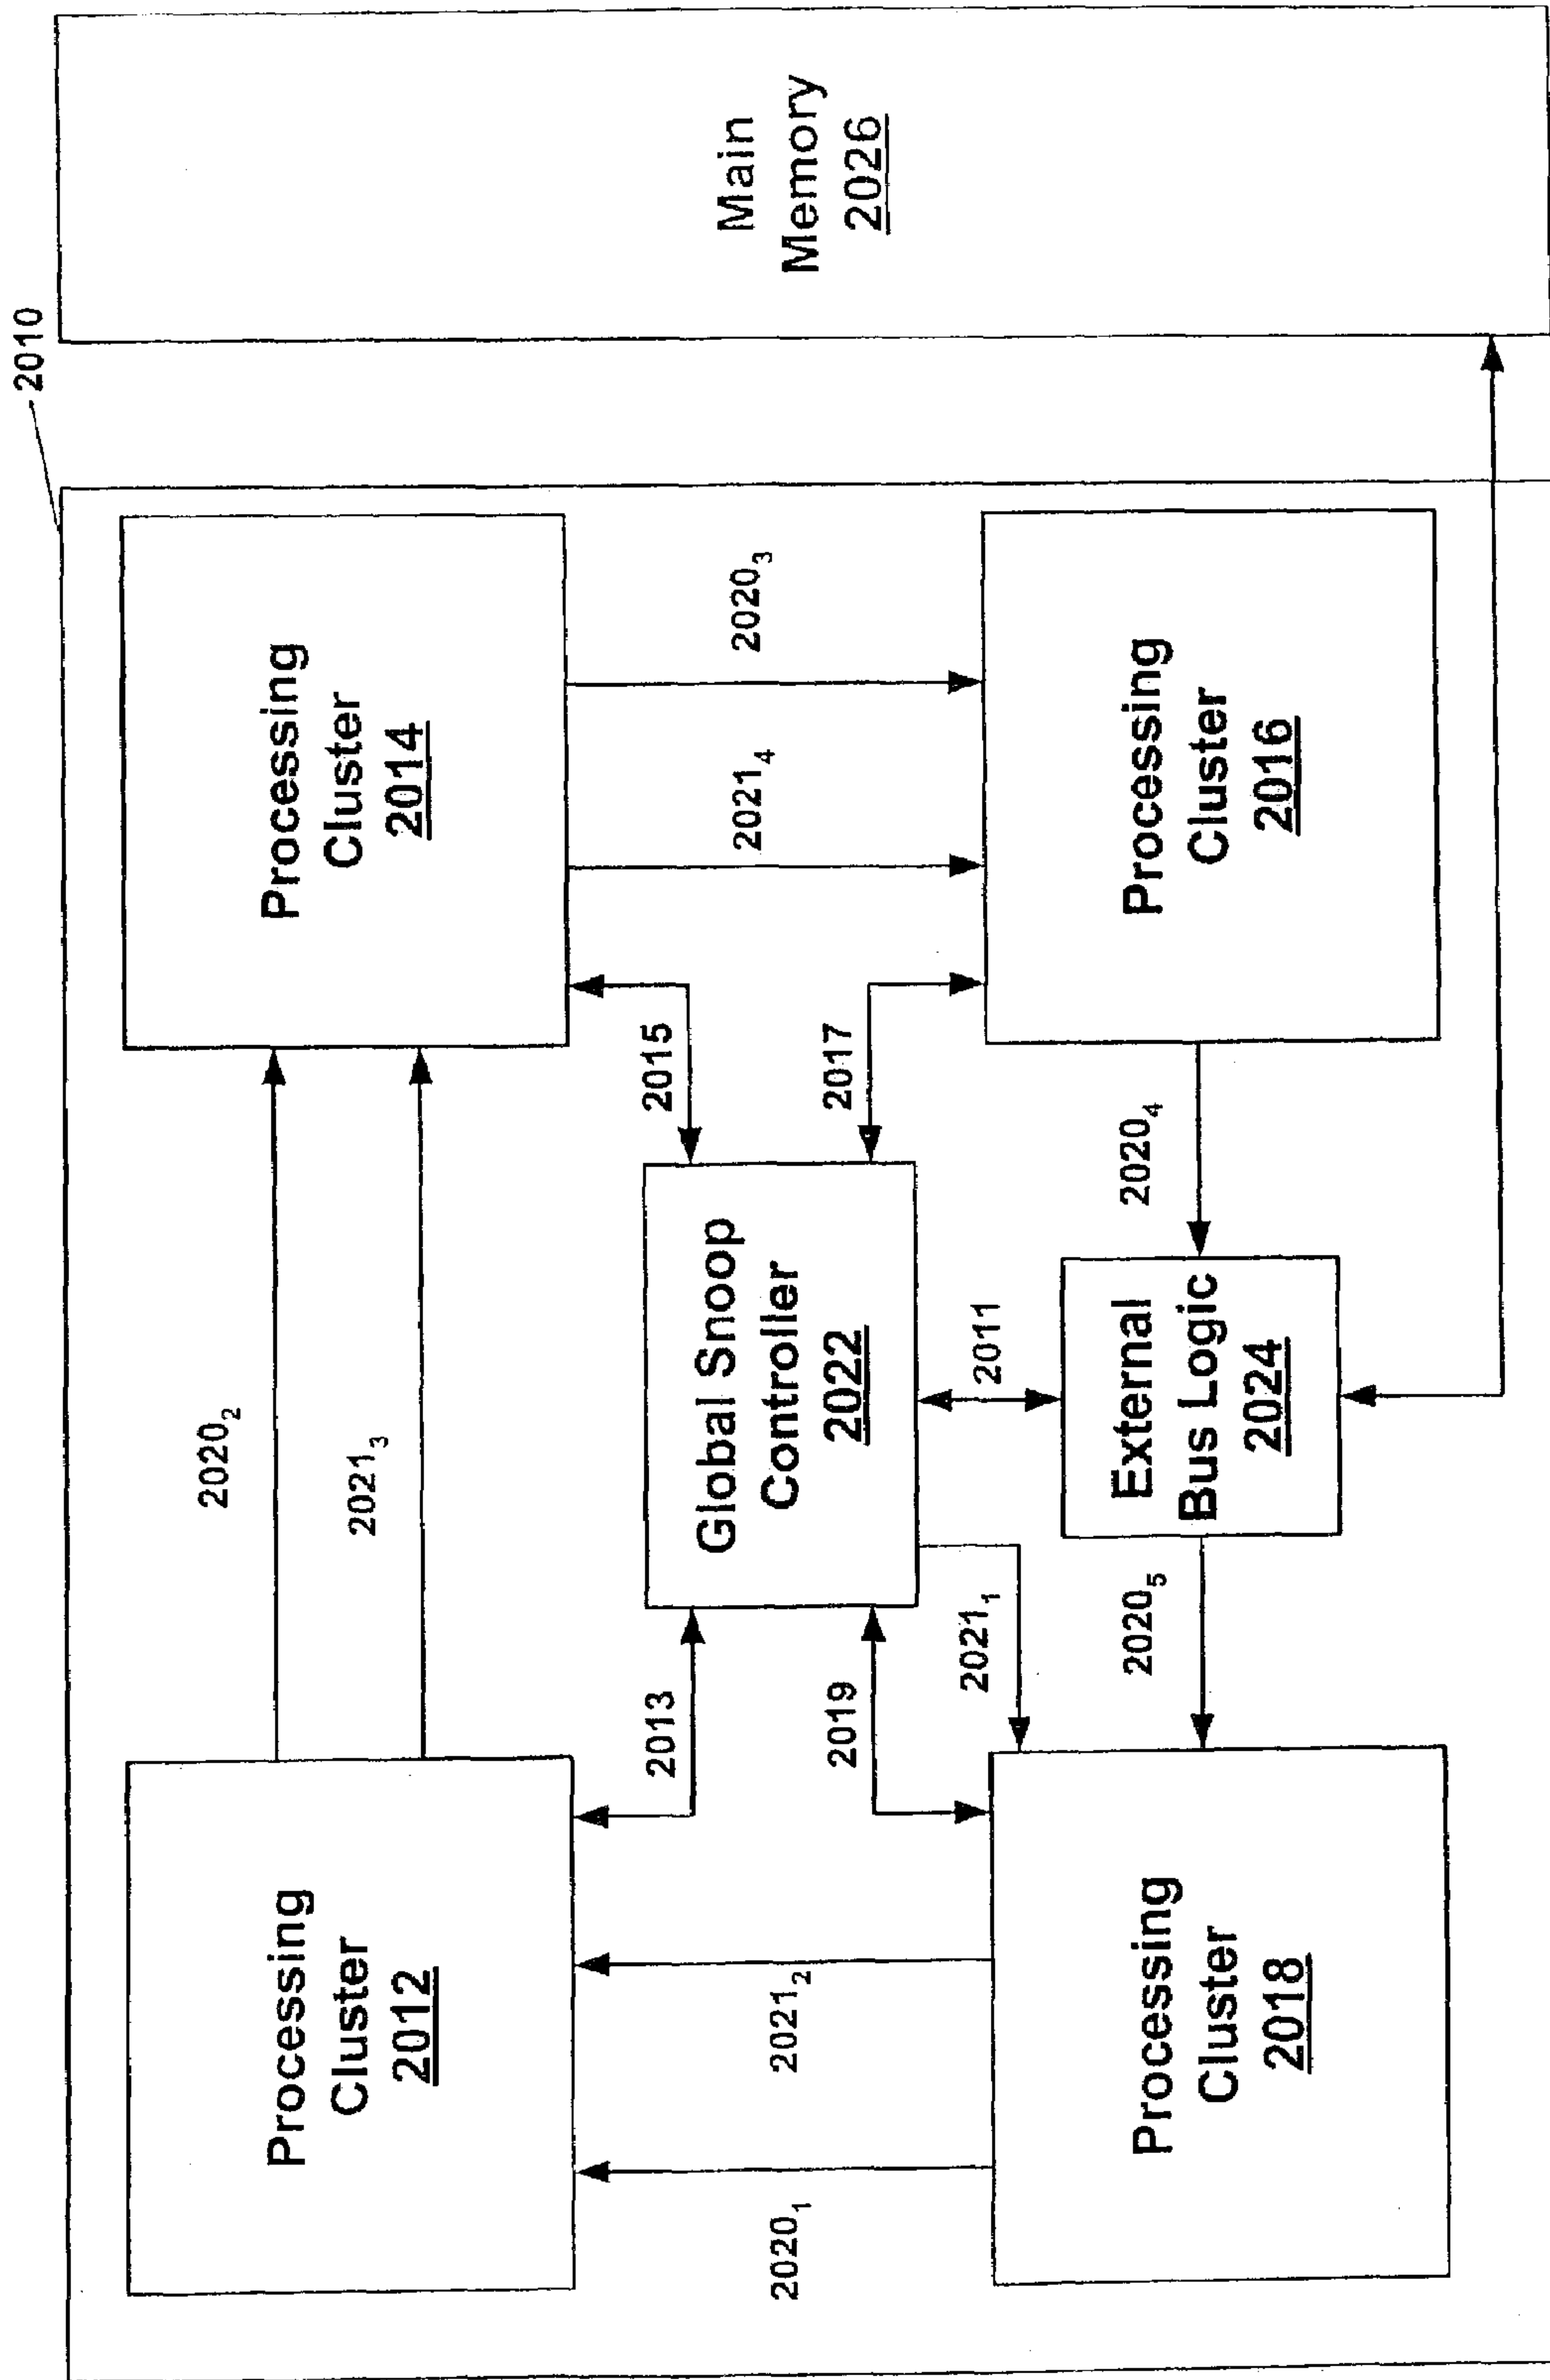 2010
2020₂
2021₃
Processing
Cluster
2012
Processing
Cluster
2014
Main
Memory
2026
2013
2015
2020₁
2021₂
Global Snoop
Controller
2022
2021₄
2020₃
2019
2017
2021₁
2011
Processing
Cluster
2018
2020₅
External
Bus Logic
2024
2020₄
Processing
Cluster
2016